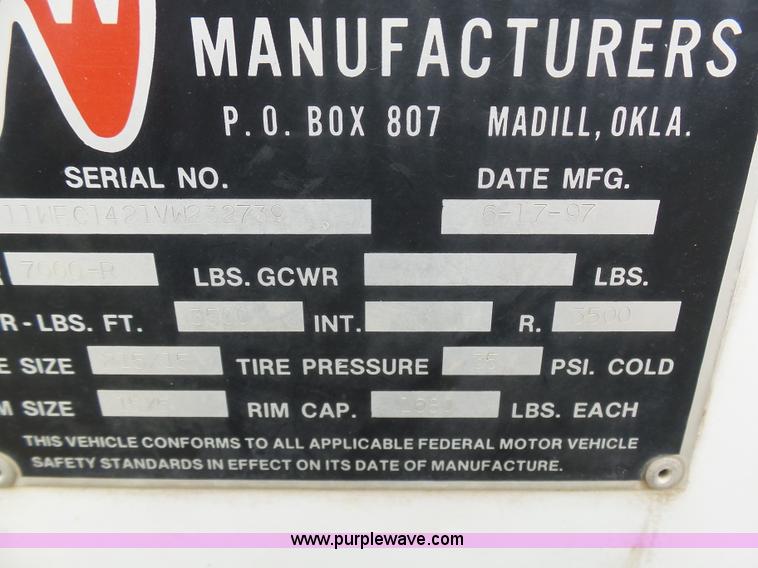 W
MANUFACTURERS
P.O. BOX 807 MADILL, OKLA.
SERIAL NO. DATE MFG.
6-17-97
7000-R LBS. GCWR LBS.
R - LBS. FT. INT. R. 3500
E SIZE TIRE PRESSURE 35 PSI. COLD
M SIZE RIM CAP. LBS. EACH
THIS VEHICLE CONFORMS TO ALL APPLICABLE FEDERAL MOTOR VEHICLE
SAFETY STANDARDS IN EFFECT ON ITS DATE OF MANUFACTURE.
www.purplewave.com